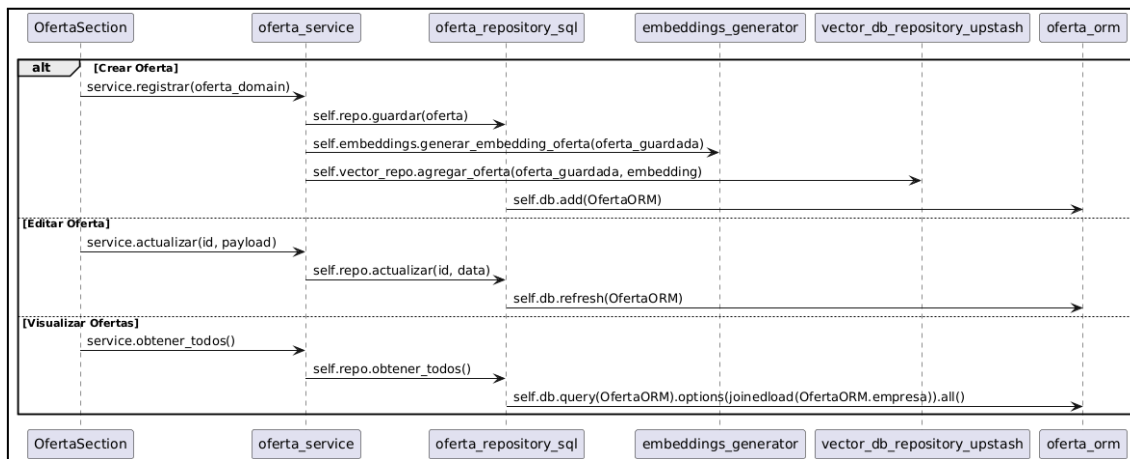 OfertaSection oferta_service oferta_repository_sql embeddings_generator vector_db_repository_upstash oferta_orm
alt [Crear Oferta]
service.registrar(oferta_domain)
self.repo.guardar(oferta)
self.embeddings.generar_embedding_oferta(oferta_guardada)
self.vector_repo.agregar_oferta(oferta_guardada, embedding)
self.db.add(OfertaORM)
[Editar Oferta]
service.actualizar(id, payload)
self.repo.actualizar(id, data)
self.db.refresh(OfertaORM)
[Visualizar Ofertas]
service.obtener_todos()
self.repo.obtener_todos()
self.db.query(OfertaORM).options(joinedload(OfertaORM.empresa)).all()
OfertaSection oferta_service oferta_repository_sql embeddings_generator vector_db_repository_upstash oferta_orm